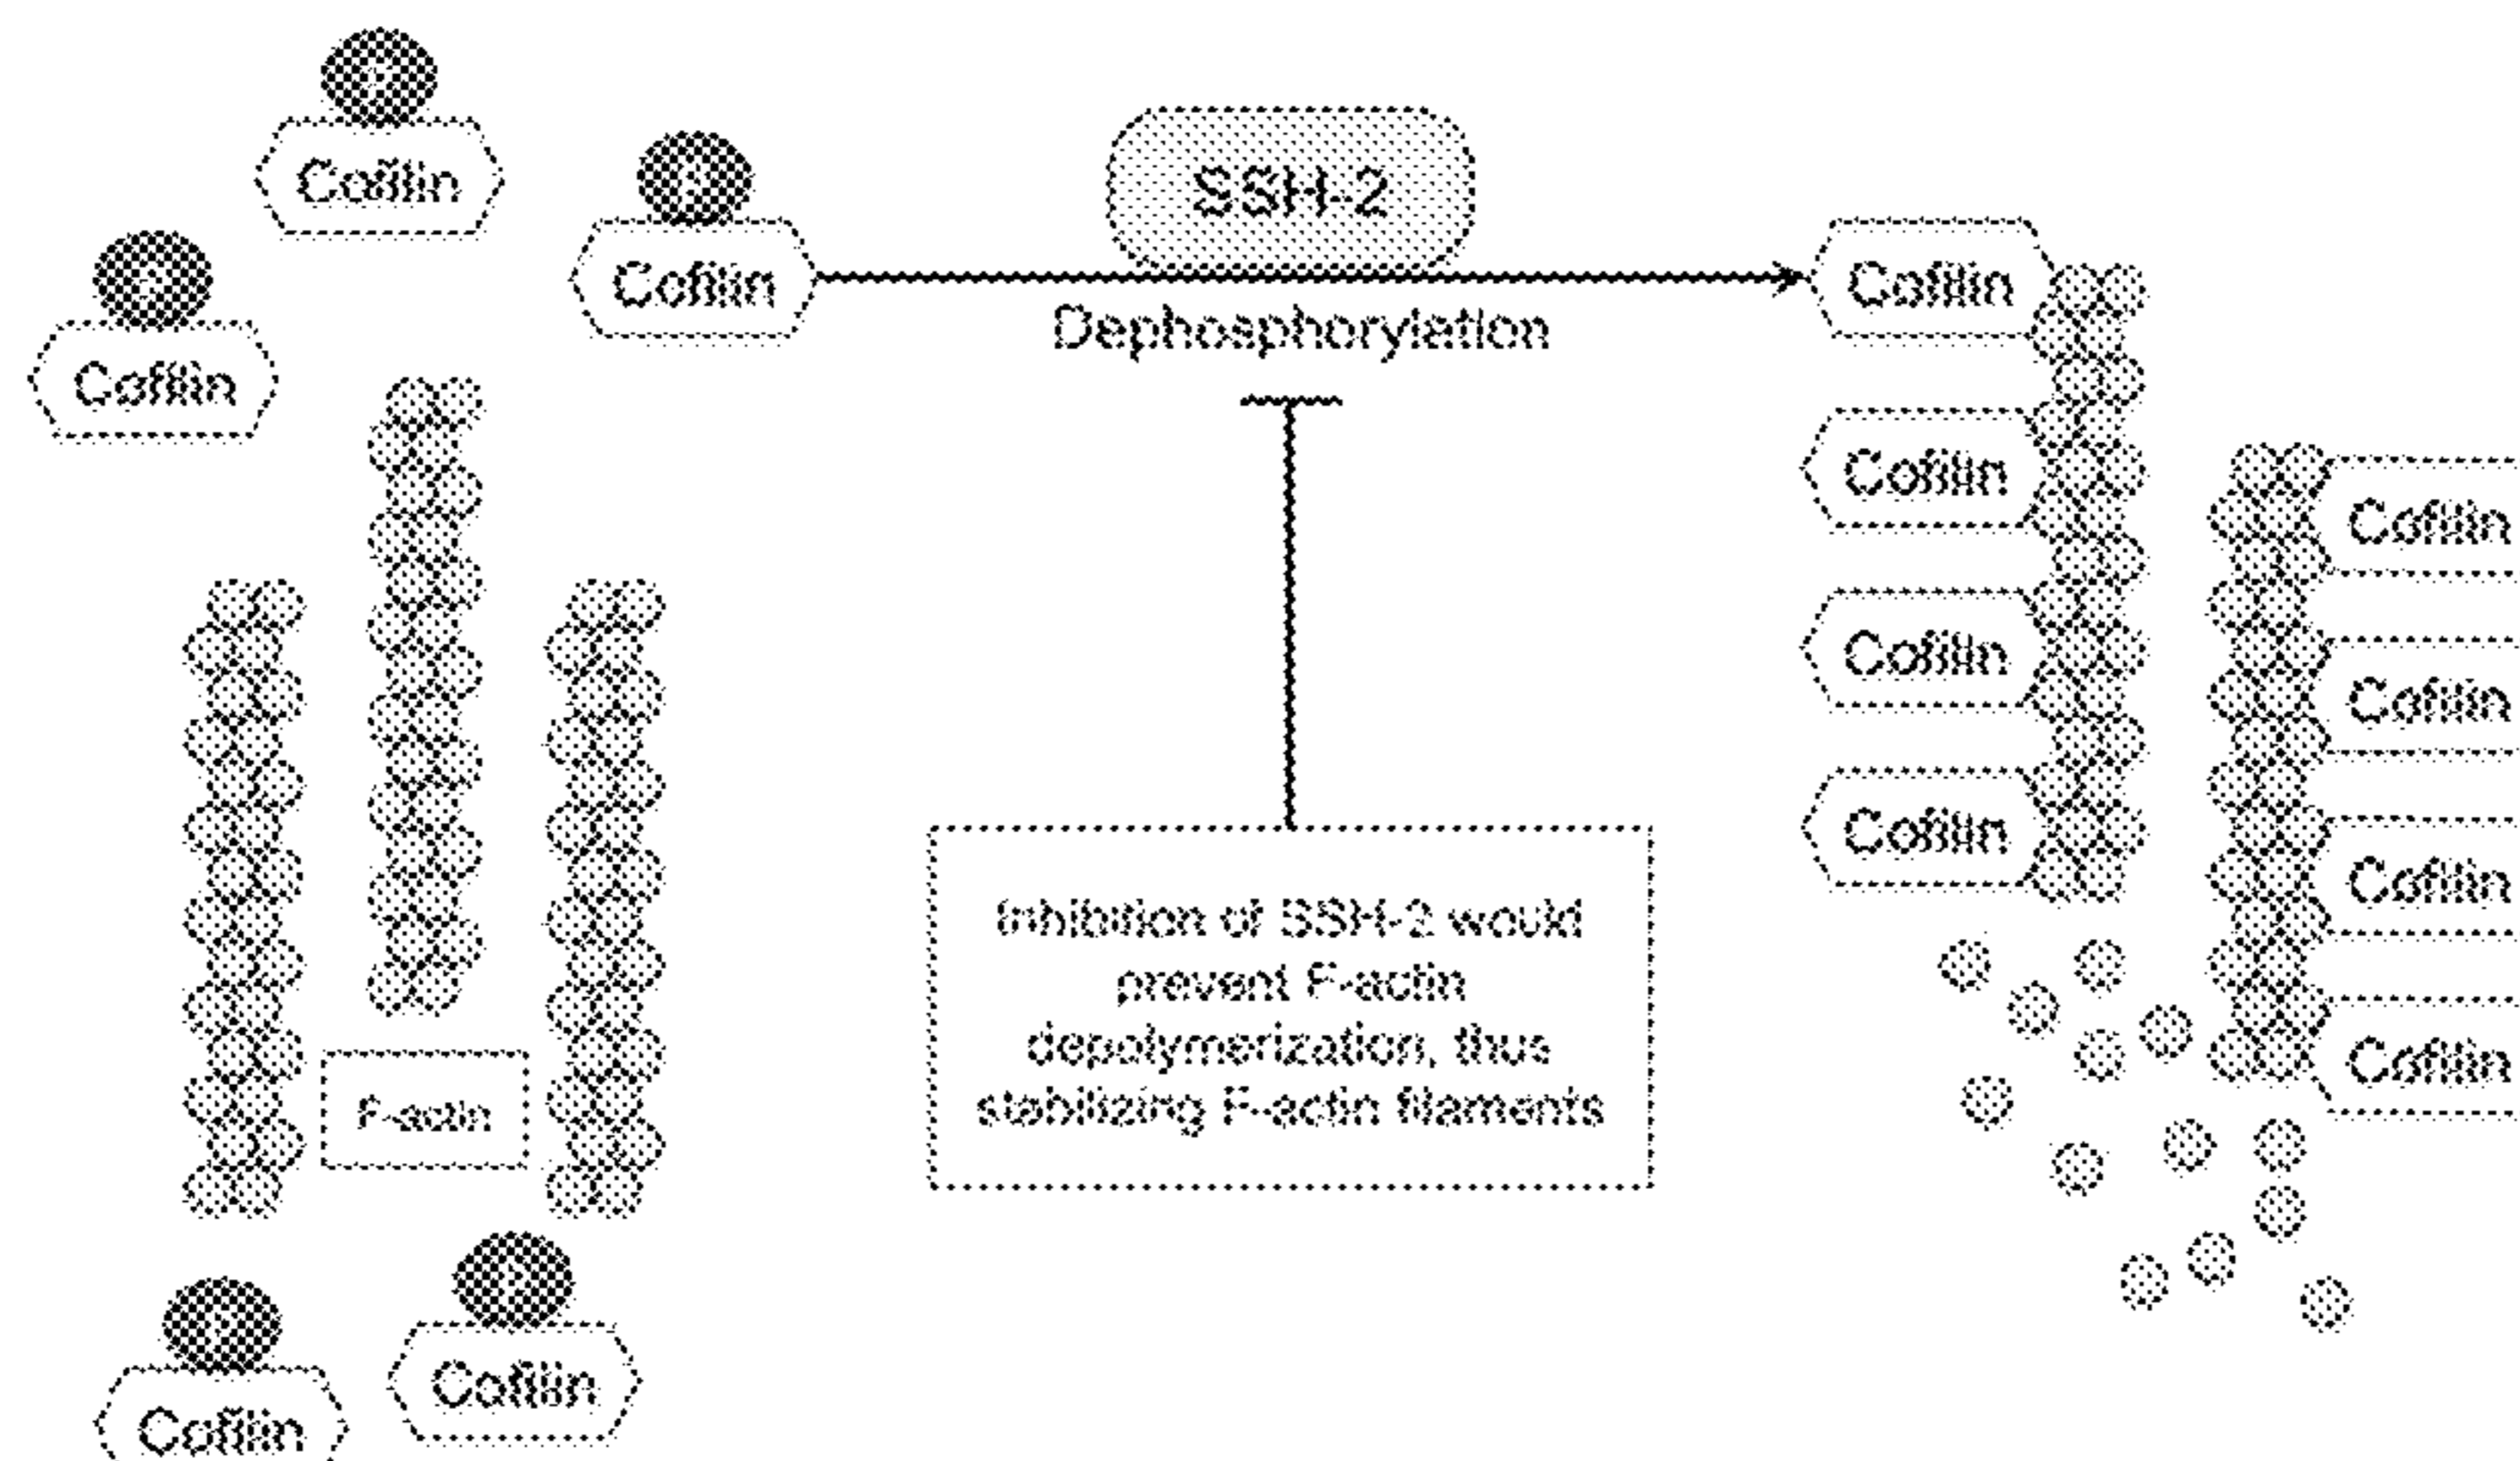 P
Cofilin
P
Cofilin
SSH-2
P
Cofilin
Dephosphorylation
Cofilin
Cofilin
Cofilin
Cofilin
Cofilin
Cofilin
Cofilin
Cofilin
Cofilin
Inhibition of SSH-2 would
prevent F-actin
depolymerization, thus
stabilizing F-actin filaments
F-actin
P
Cofilin
P
Cofilin